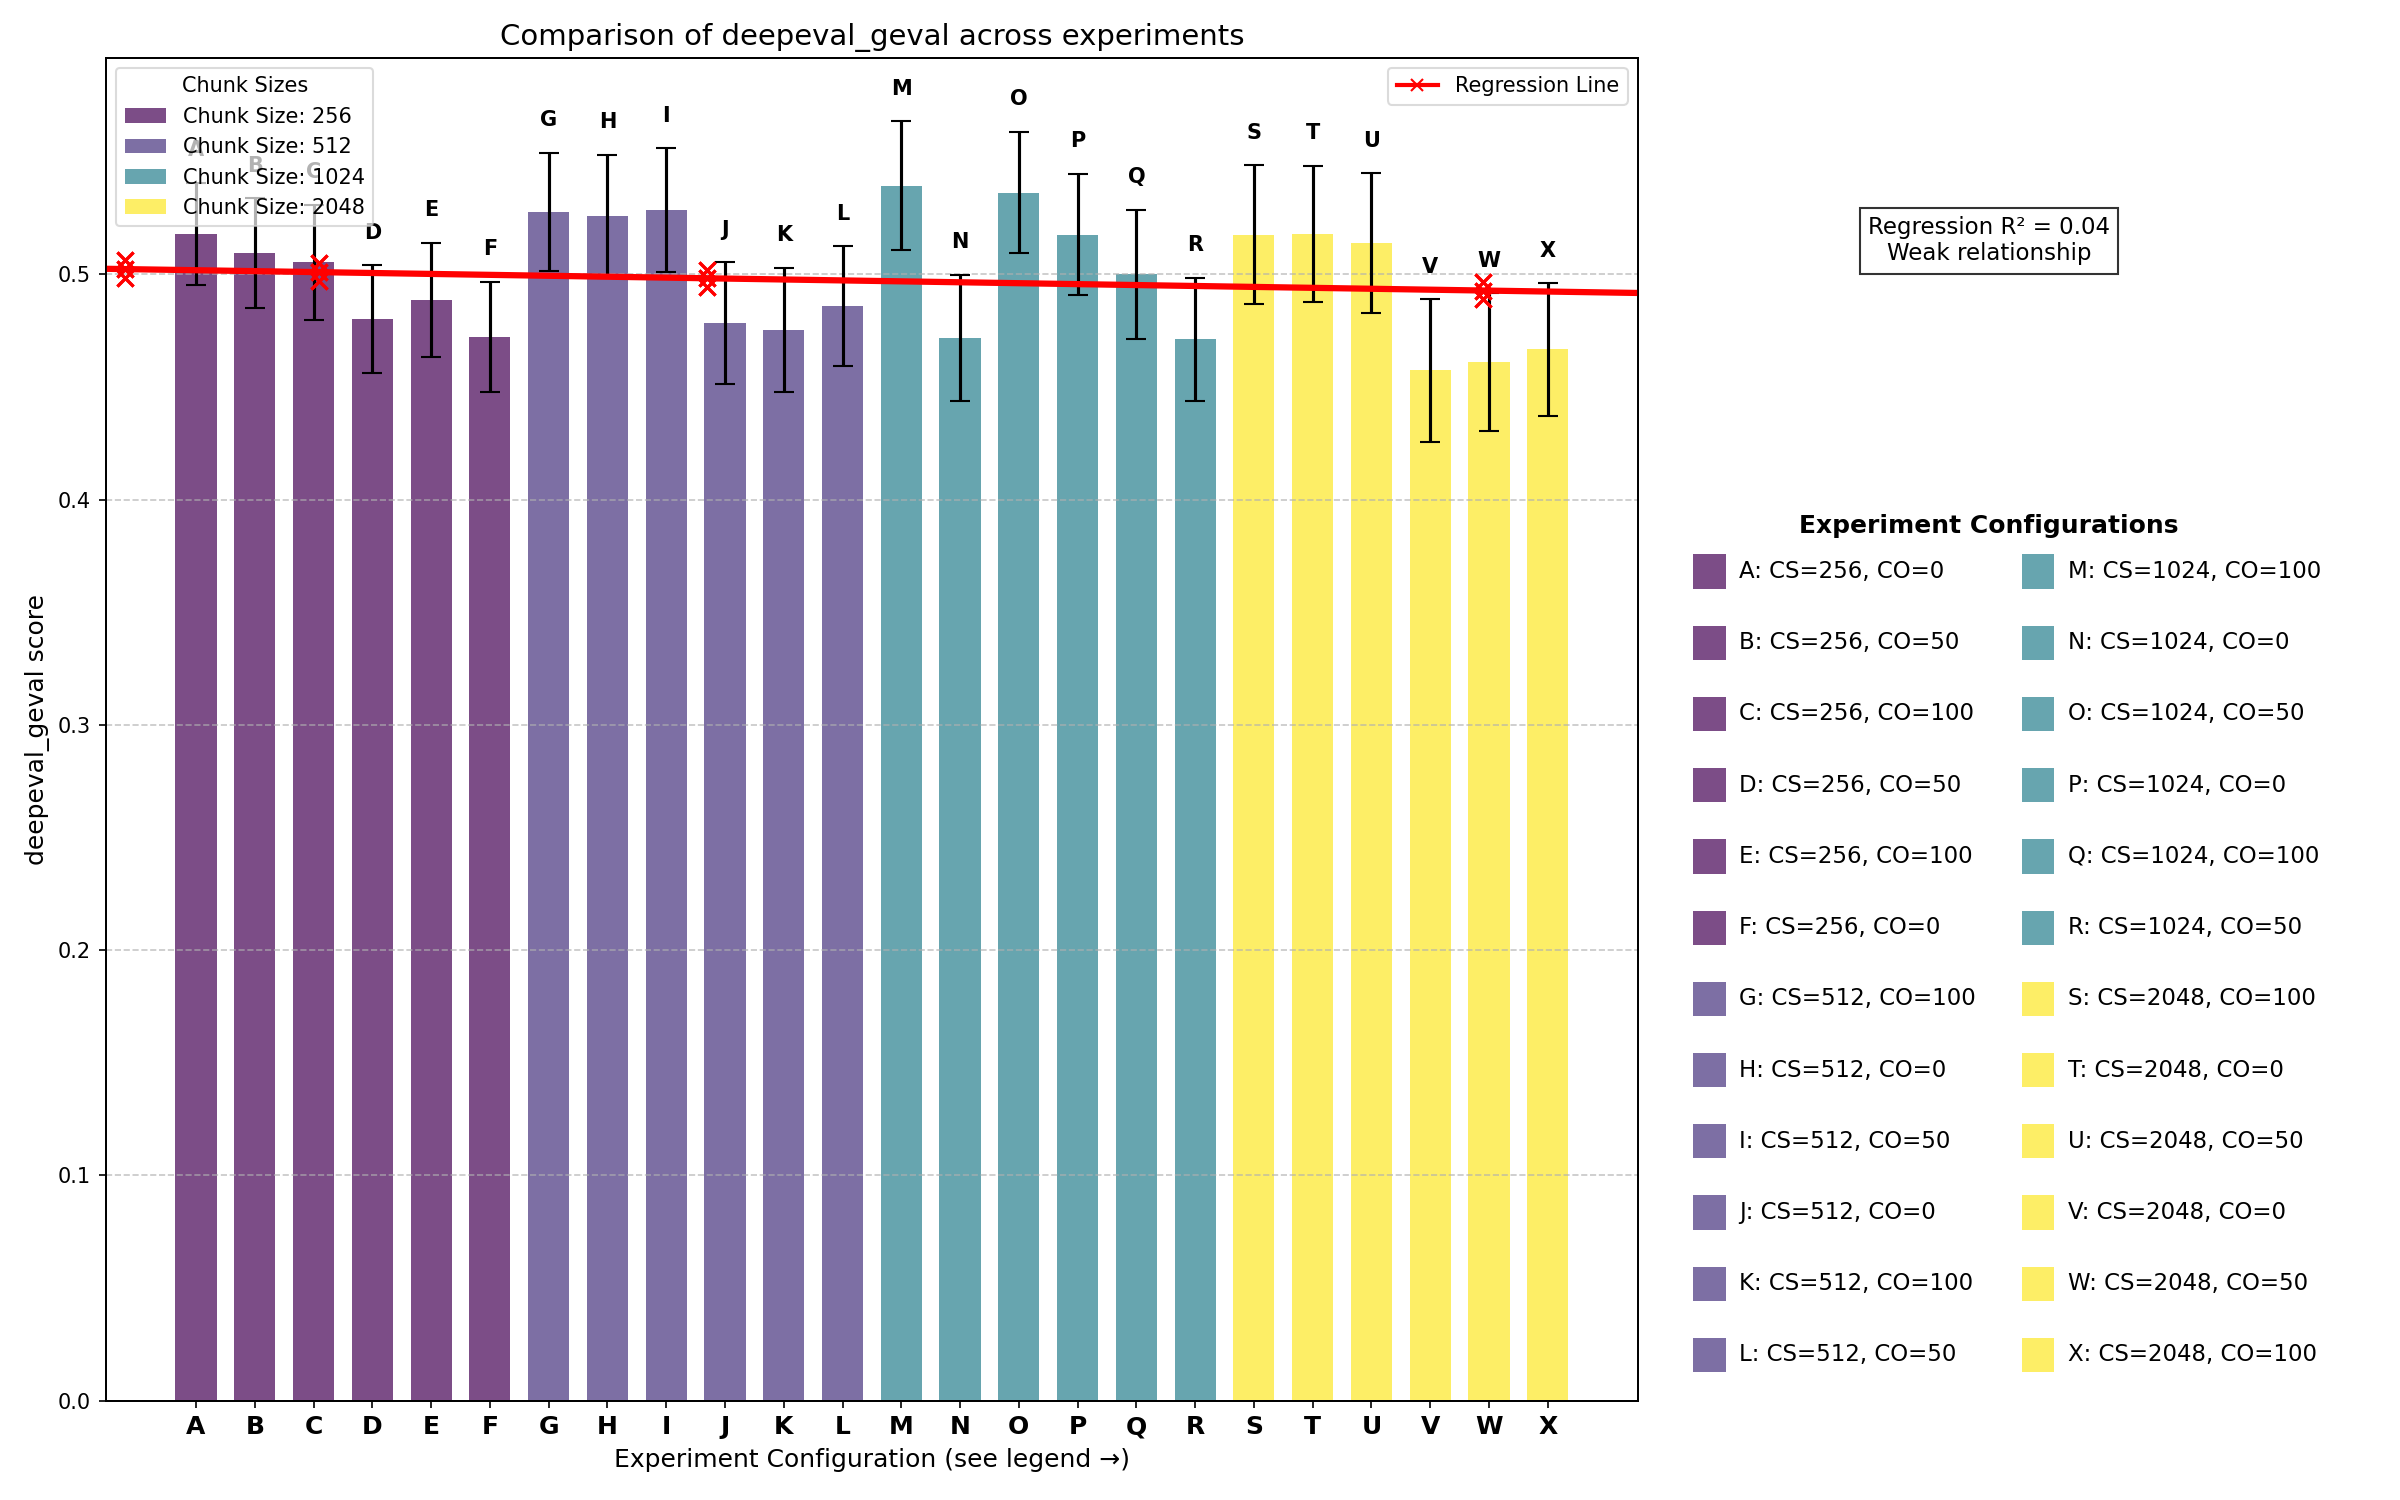 Comparison of deepeval_geval across experiments
Chunk Sizes
Chunk Size: 256
Chunk Size: 512
Chunk Size: 1024
Chunk Size: 2048
Regression Line
A
B
C
D
E
F
G
H
I
J
K
L
M
N
O
P
Q
R
S
T
U
V
W
X
0.5
0.4
0.3
0.2
0.1
0.0
deepeval_geval score
A B C D E F G H I J K L M N O P Q R S T U V W X
Experiment Configuration (see legend →)
Regression R² = 0.04
Weak relationship
Experiment Configurations
A: CS=256, CO=0
B: CS=256, CO=50
C: CS=256, CO=100
D: CS=256, CO=50
E: CS=256, CO=100
F: CS=256, CO=0
G: CS=512, CO=100
H: CS=512, CO=0
I: CS=512, CO=50
J: CS=512, CO=0
K: CS=512, CO=100
L: CS=512, CO=50
M: CS=1024, CO=100
N: CS=1024, CO=0
O: CS=1024, CO=50
P: CS=1024, CO=0
Q: CS=1024, CO=100
R: CS=1024, CO=50
S: CS=2048, CO=100
T: CS=2048, CO=0
U: CS=2048, CO=50
V: CS=2048, CO=0
W: CS=2048, CO=50
X: CS=2048, CO=100